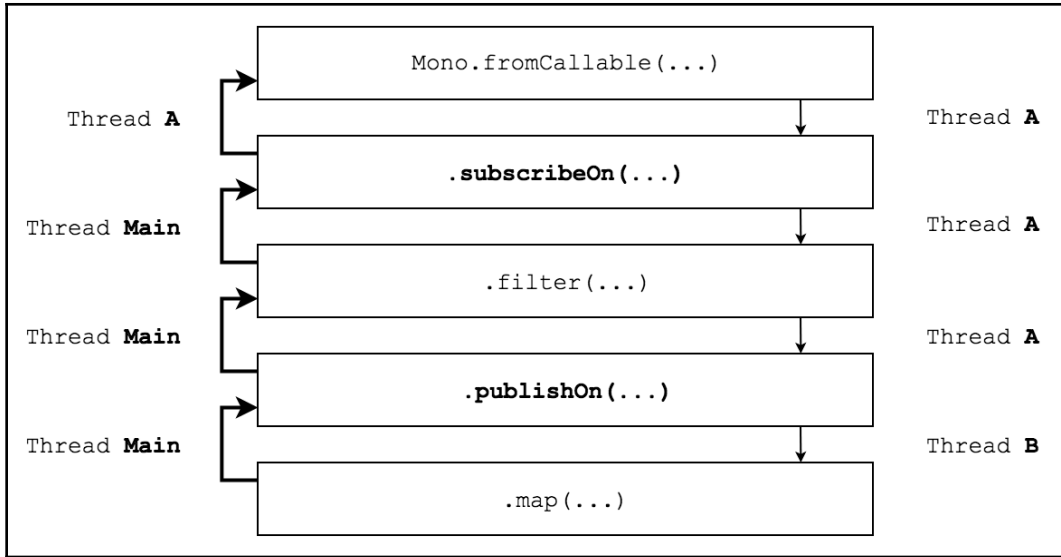 Mono.fromCallable(...)
Thread A
Thread A
.subscribeOn(...)
Thread Main
Thread A
.filter(...)
Thread Main
Thread A
.publishOn(...)
Thread Main
Thread B
.map(...)